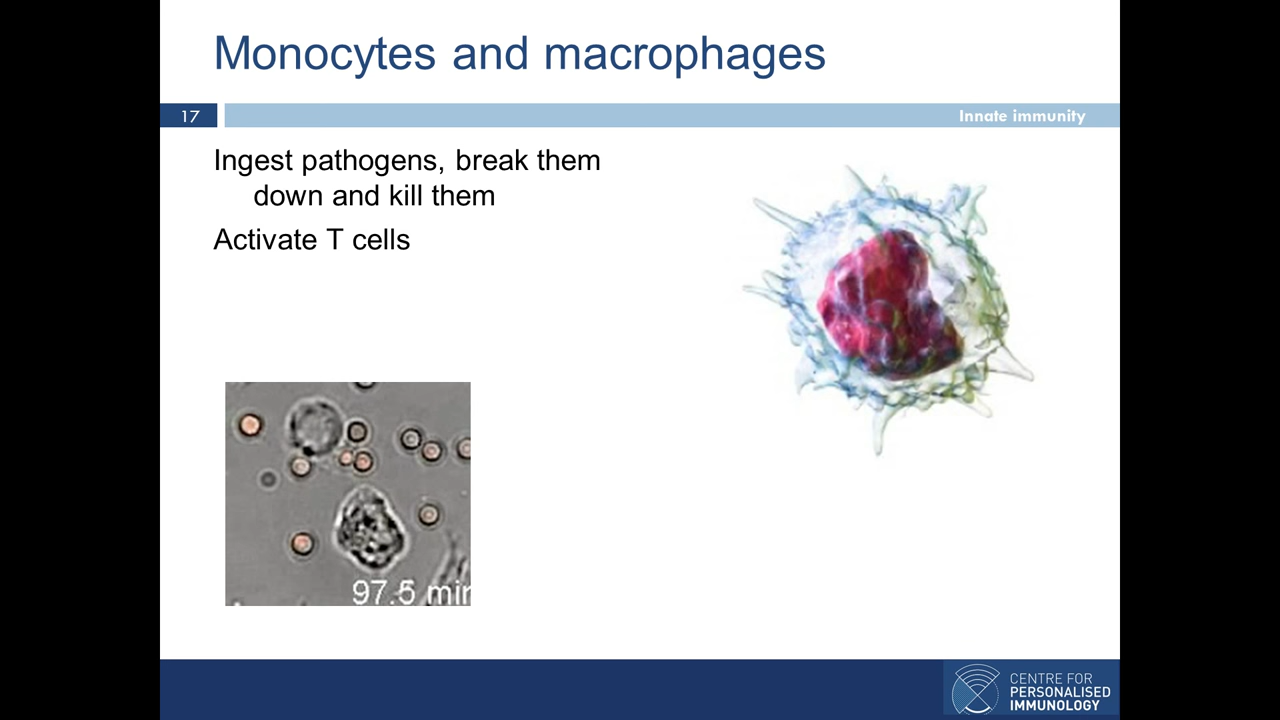 Monocytes and macrophages
17
Innate immunity
Ingest pathogens, break them
down and kill them
Activate T cells
97.5 min
CENTRE FOR
PERSONALISED
IMMUNOLOGY